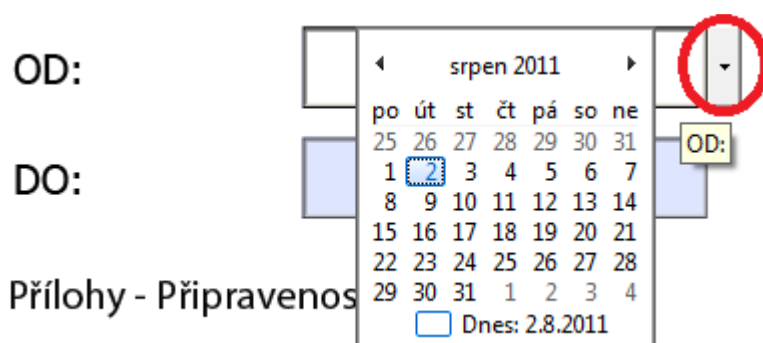 OD:
srpen 2011
po út st čt pá so ne
25 26 27 28 29 30 31
OD:
1 2 3 4 5 6 7
DO:
8 9 10 11 12 13 14
15 16 17 18 19 20 21
22 23 24 25 26 27 28
Přílohy - Připravenos
29 30 31 1 2 3 4
Dnes: 2.8.2011